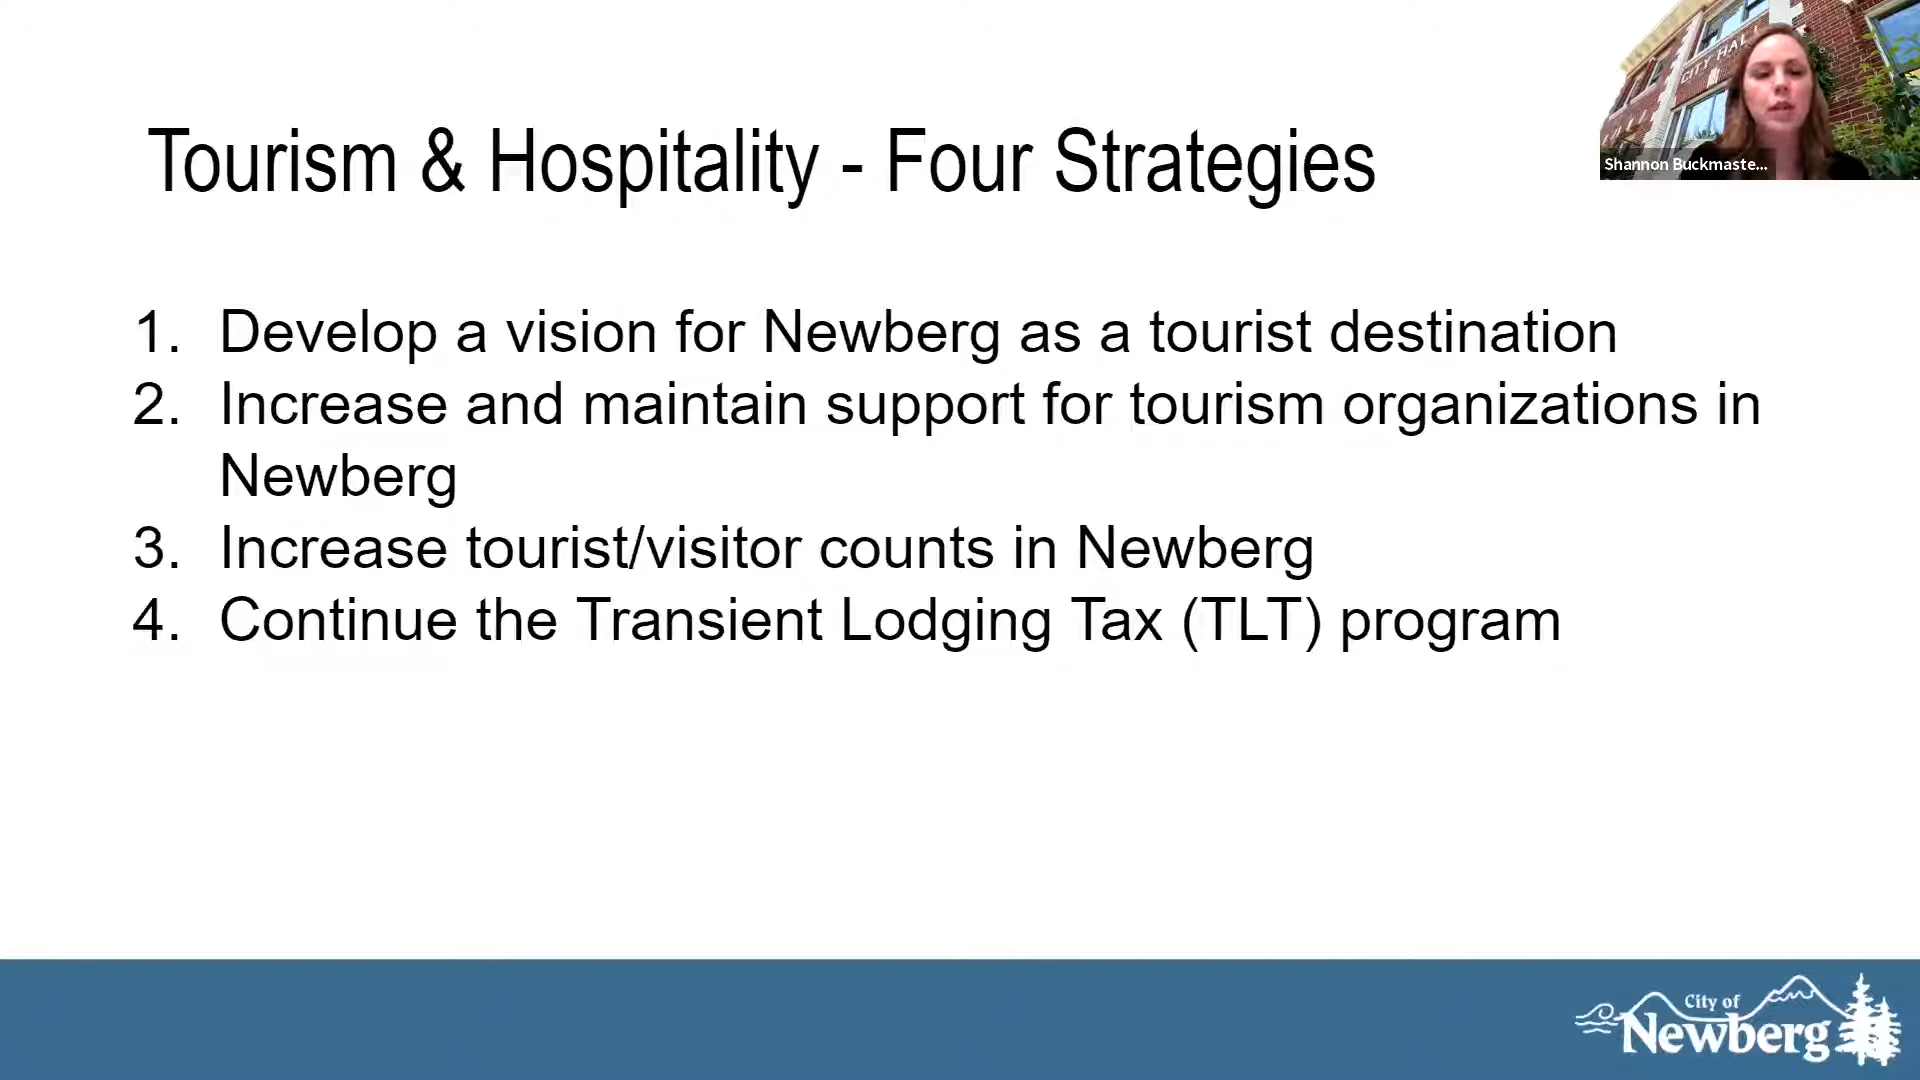 CITY HALL
Shannon Buckmaste...
Tourism & Hospitality - Four Strategies
1. Develop a vision for Newberg as a tourist destination
2. Increase and maintain support for tourism organizations in
Newberg
3. Increase tourist/visitor counts in Newberg
4. Continue the Transient Lodging Tax (TLT) program
City of
Newberg